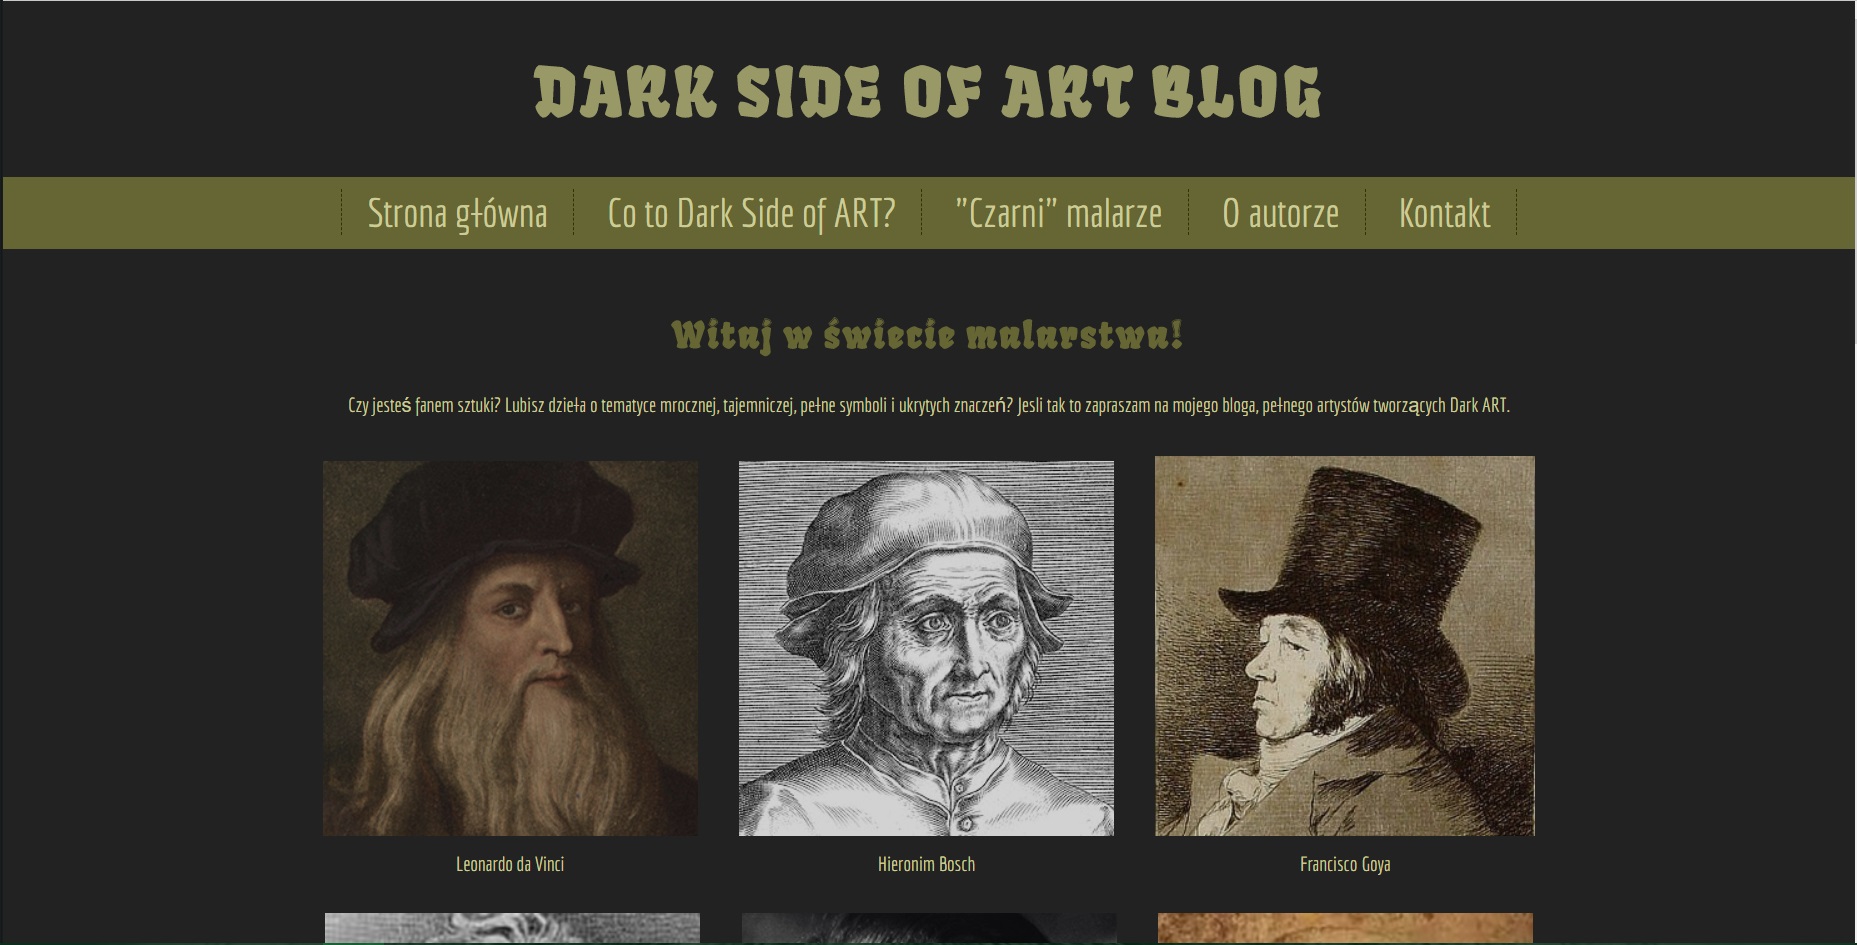 DARK SIDE OF ART BLOG
Strona główna Co to Dark Side of ART? "Czarni" malarze O autorze Kontakt
Witaj w świecie malarstwa!
Czy jesteś fanem sztuki? Lubisz dzieła o tematyce mrocznej, tajemniczej, pełne symboli i ukrytych znaczeń? Jesli tak to zapraszam na mojego bloga, pełnego artystów tworzących Dark ART.
Leonardo da Vinci Hieronim Bosch Francisco Goya